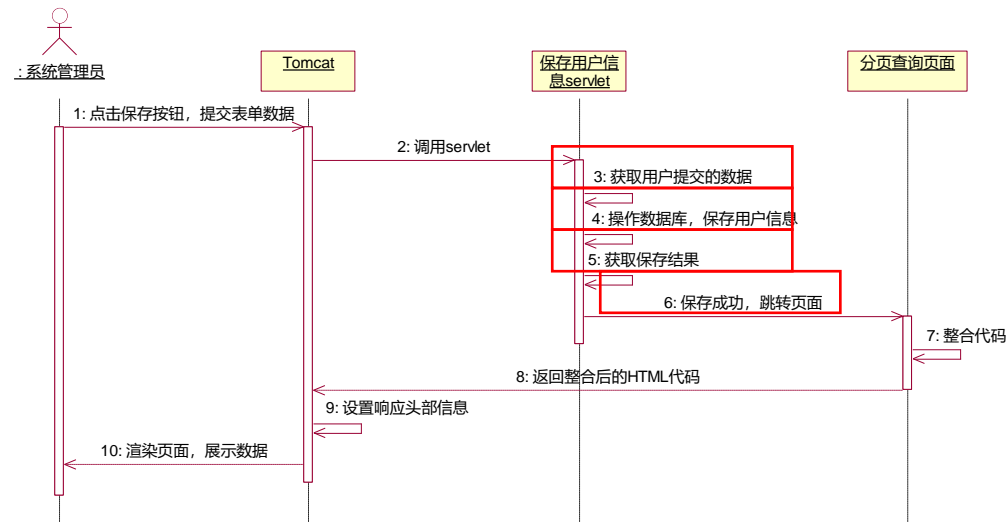 : 系统管理员
Tomcat
保存用户信
息servlet
分页查询页面
1: 点击保存按钮，提交表单数据
2: 调用servlet
3: 获取用户提交的数据
4: 操作数据库，保存用户信息
5: 获取保存结果
6: 保存成功，跳转页面
7: 整合代码
8: 返回整合后的HTML代码
9: 设置响应头部信息
10: 渲染页面，展示数据